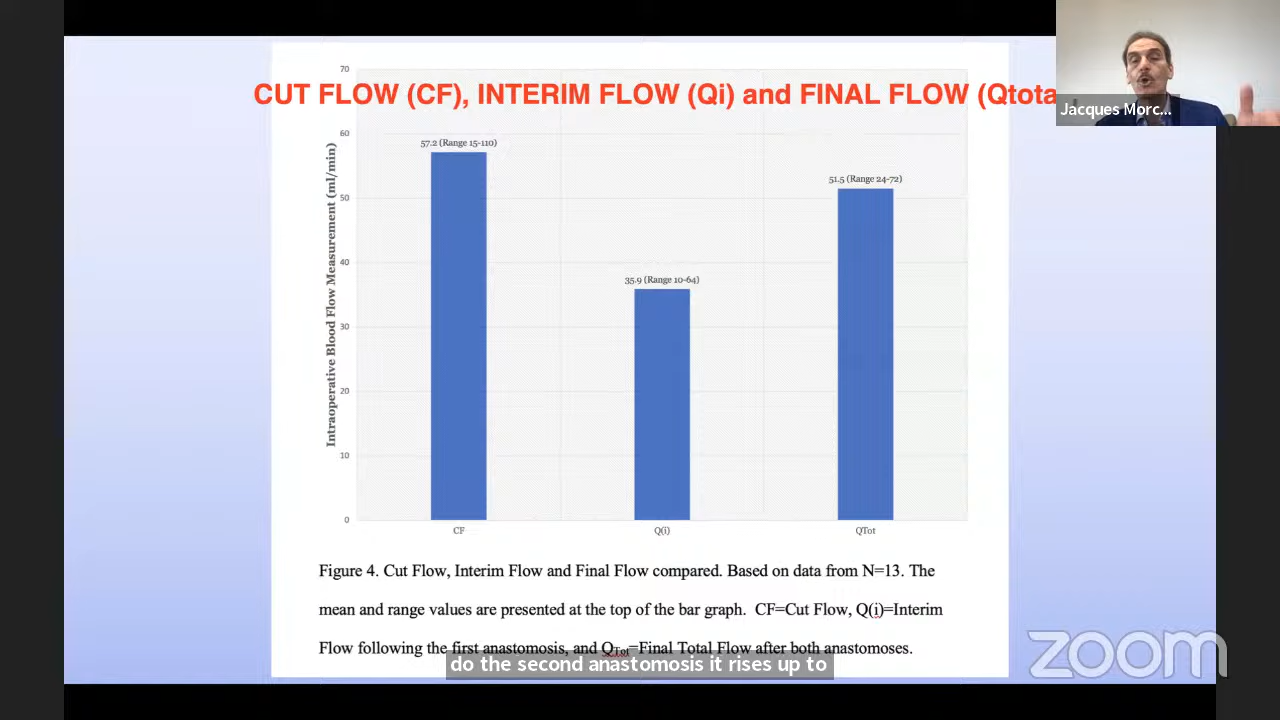 CUT FLOW (CF), INTERIM FLOW (Qi) and FINAL FLOW (Qtota
Jacques Morc...
Intraoperative Blood Flow Measurement (ml/min)
70
60
50
40
30
20
10
0
57.2 (Range 15-110)
35.9 (Range 10-64)
51.5 (Range 24-72)
CF
Q(i)
QTot
Figure 4. Cut Flow, Interim Flow and Final Flow compared. Based on data from N=13. The
mean and range values are presented at the top of the bar graph. CF=Cut Flow, Q(i)=Interim
Flow following the first anastomosis, and QTot=Final Total Flow after both anastomoses.
do the second anastomosis it rises up to
zoom